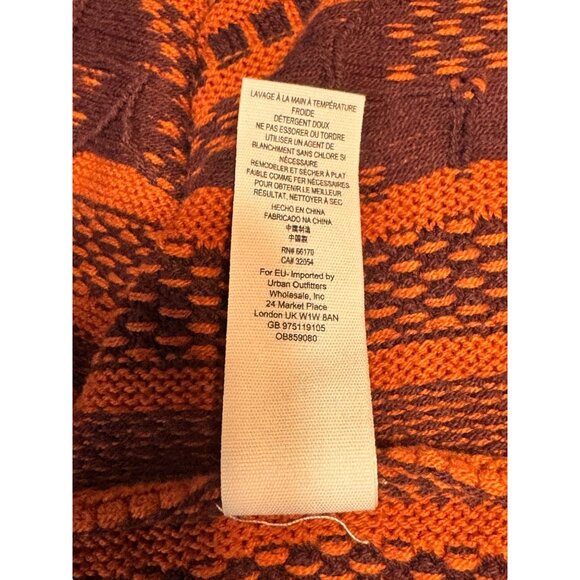 LAVAGE À LA MAIN À TEMPÉRATURE
FROIDE
DÉTERGENT DOUX
NE PAS ESSORER OU TORDRE
UTILISER UN AGENT DE
BLANCHIMENT SANS CHLORE SI
NÉCESSAIRE
REMODELER ET SÉCHER À PLAT
FAIBLE COMME FER NÉCESSAIRES
POUR OBTENIR LE MEILLEUR
RÉSULTAT, NETTOYER À SEC
HECHO EN CHINA
FABRICADO NA CHINA
中國制造
中国製
RN# 66170
CA# 32054
For EU- Imported by
Urban Outfitters
Wholesale, Inc
24 Market Place
London UK W1W 8AN
GB 975119105
OB859080